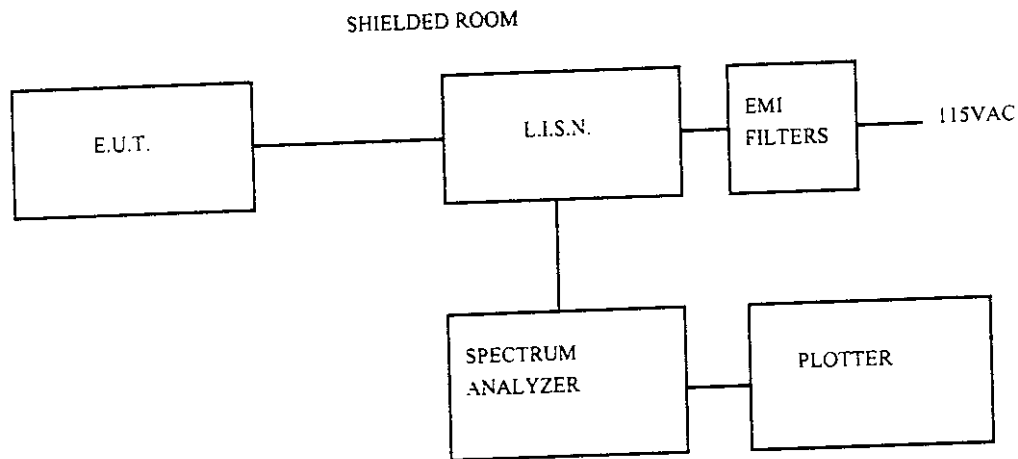 SHIELDED ROOM
E.U.T.
L.I.S.N.
EMI
FILTERS
115VAC
SPECTRUM
ANALYZER
PLOTTER